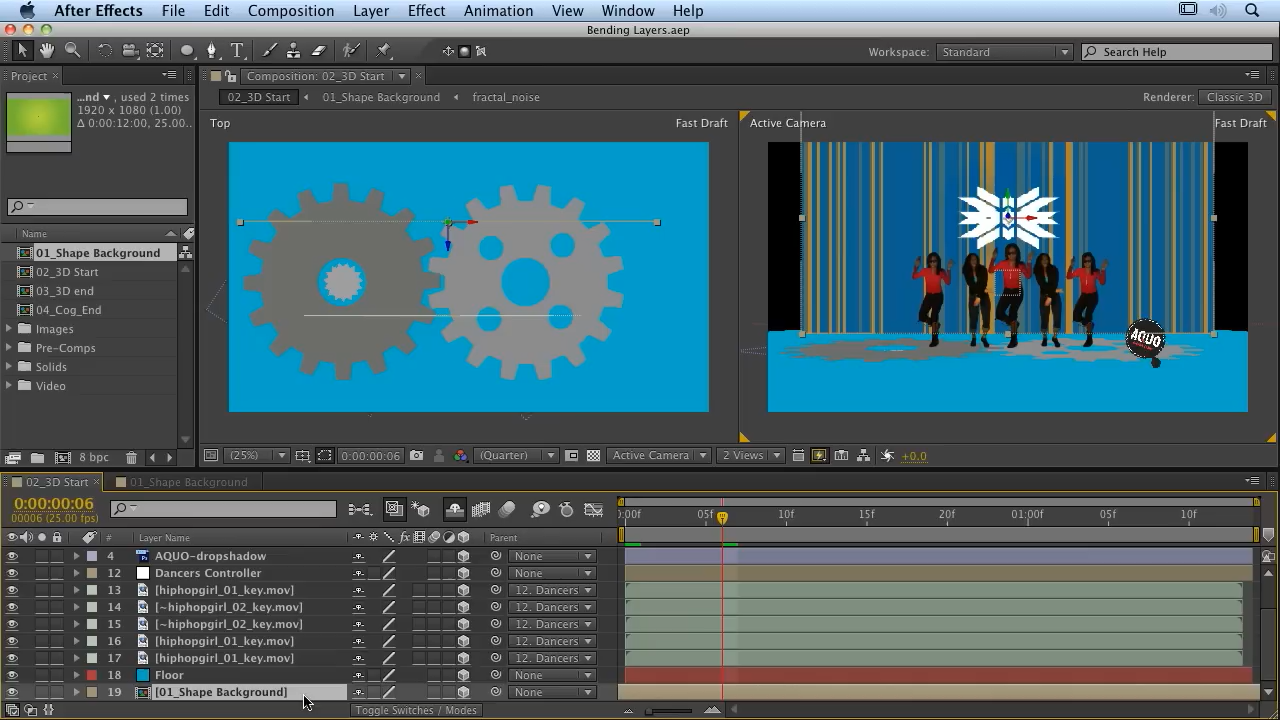 After Effects File Edit Composition Layer Effect Animation View Window Help
Bending Layers.aep
Workspace: Standard Search Help
Project
Composition: 02_3D Start
...nd ▼, used 2 times
1920 x 1080 (1.00)
Δ 0:00:12:00, 25.00...
02_3D Start 01_Shape Background fractal_noise
Renderer: Classic 3D
Top Fast Draft
Active Camera Fast Draft
Name
01_Shape Background
02_3D Start
03_3D end
04_Cog_End
Images
Pre-Comps
Solids
Video
AQUO
8 bpc
(25%) 0:00:00:06 (Quarter) Active Camera 2 Views +0.0
02_3D Start 01_Shape Background
0:00:00:06
00006 (25.00 fps)
:00f 05f 10f 15f 20f 01:00f 05f 10f
# Layer Name Parent
4 AQUO-dropshadow None
12 Dancers Controller None
13 [hiphopgirl_01_key.mov] 12. Dancers
14 [~hiphopgirl_02_key.mov] 12. Dancers
15 [~hiphopgirl_02_key.mov] 12. Dancers
16 [hiphopgirl_01_key.mov] 12. Dancers
17 [hiphopgirl_01_key.mov] 12. Dancers
18 Floor None
19 [01_Shape Background] None
Toggle Switches / Modes